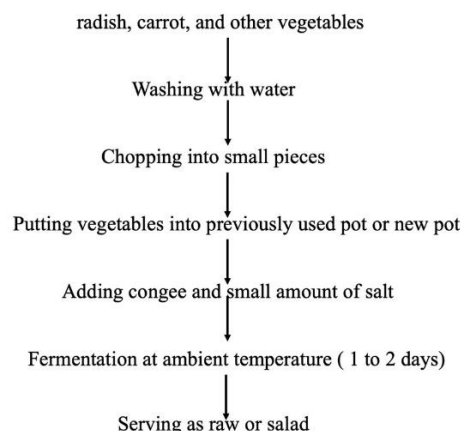 radish, carrot, and other vegetables
Washing with water
Chopping into small pieces
Putting vegetables into previously used pot or new pot
Adding congee and small amount of salt
Fermentation at ambient temperature ( 1 to 2 days)
Serving as raw or salad